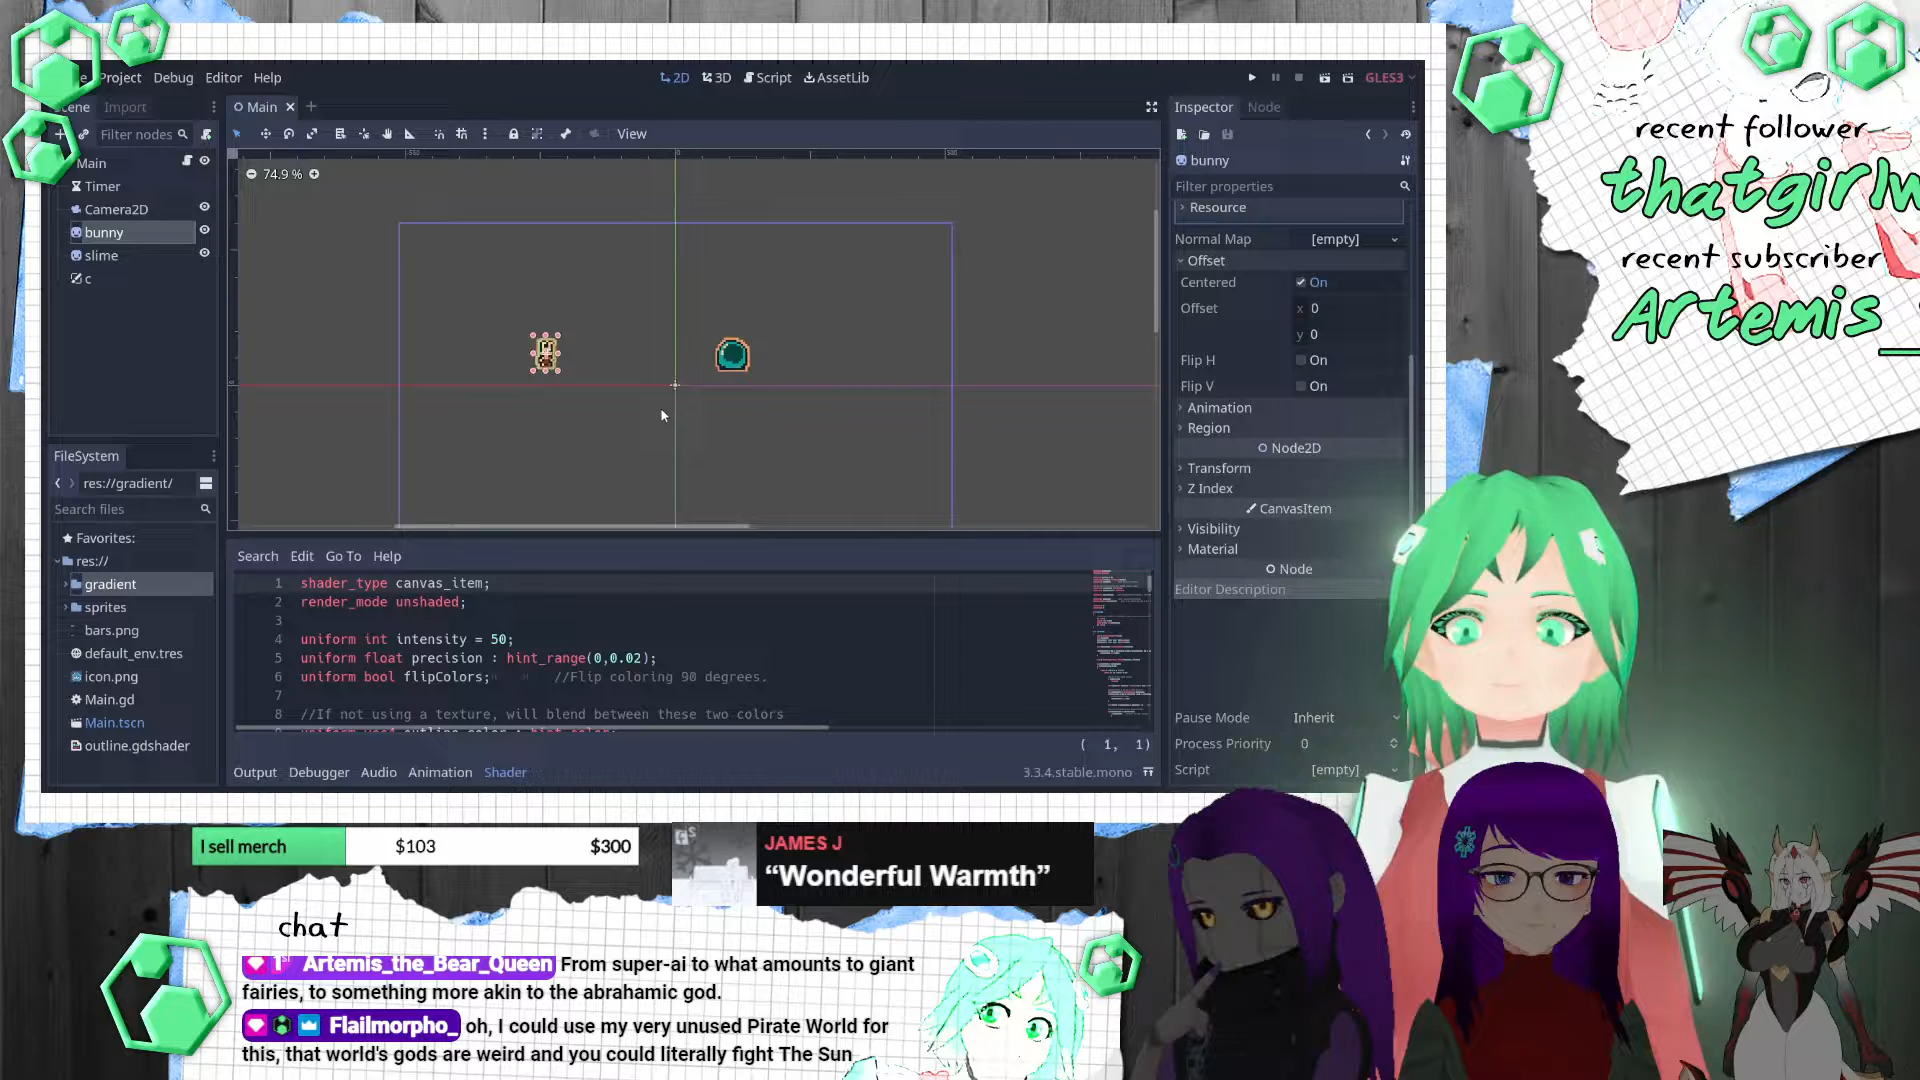 Project Debug Editor Help
2D 3D Script AssetLib
GLES3
Scene Import
Main
Inspector Node
Filter nodes
View
Main
Timer
Camera2D
bunny
slime
c
74.9 %
bunny
Filter properties
Resource
Normal Map [empty]
Offset
Centered On
Offset x 0
y 0
Flip H On
Flip V On
Animation
Region
Node2D
Transform
Z Index
CanvasItem
Visibility
Material
Node
Editor Description
Pause Mode Inherit
Process Priority 0
Script [empty]
FileSystem
res://gradient/
Search files
Favorites:
res://
gradient
sprites
bars.png
default_env.tres
icon.png
Main.gd
Main.tscn
outline.gdshader
Search Edit Go To Help
1 shader_type canvas_item;
2 render_mode unshaded;
3
4 uniform int intensity = 50;
5 uniform float precision : hint_range(0,0.02);
6 uniform bool flipColors; //Flip coloring 90 degrees.
7
8 //If not using a texture, will blend between these two colors
( 1, 1)
Output Debugger Audio Animation Shader
3.3.4.stable.mono
recent follower
thatgirlw
recent subscriber
Artemis_
I sell merch $103 $300
JAMES J
“Wonderful Warmth”
chat
Artemis_the_Bear_Queen From super-ai to what amounts to giant
fairies, to something more akin to the abrahamic god.
Flailmorpho_ oh, I could use my very unused Pirate World for
this, that world's gods are weird and you could literally fight The Sun